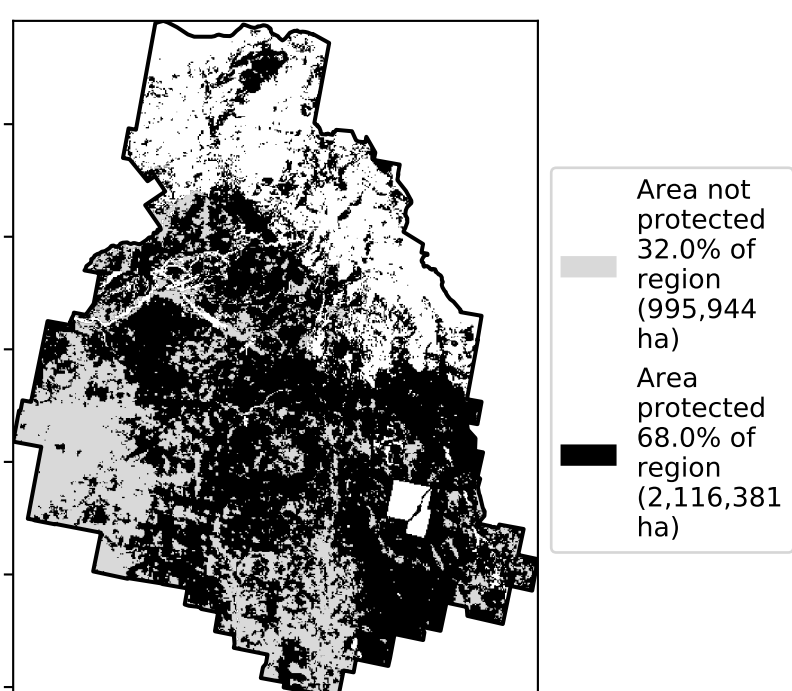 Area not
protected
32.0% of
region
(995,944
ha)
Area
protected
68.0% of
region
(2,116,381
ha)